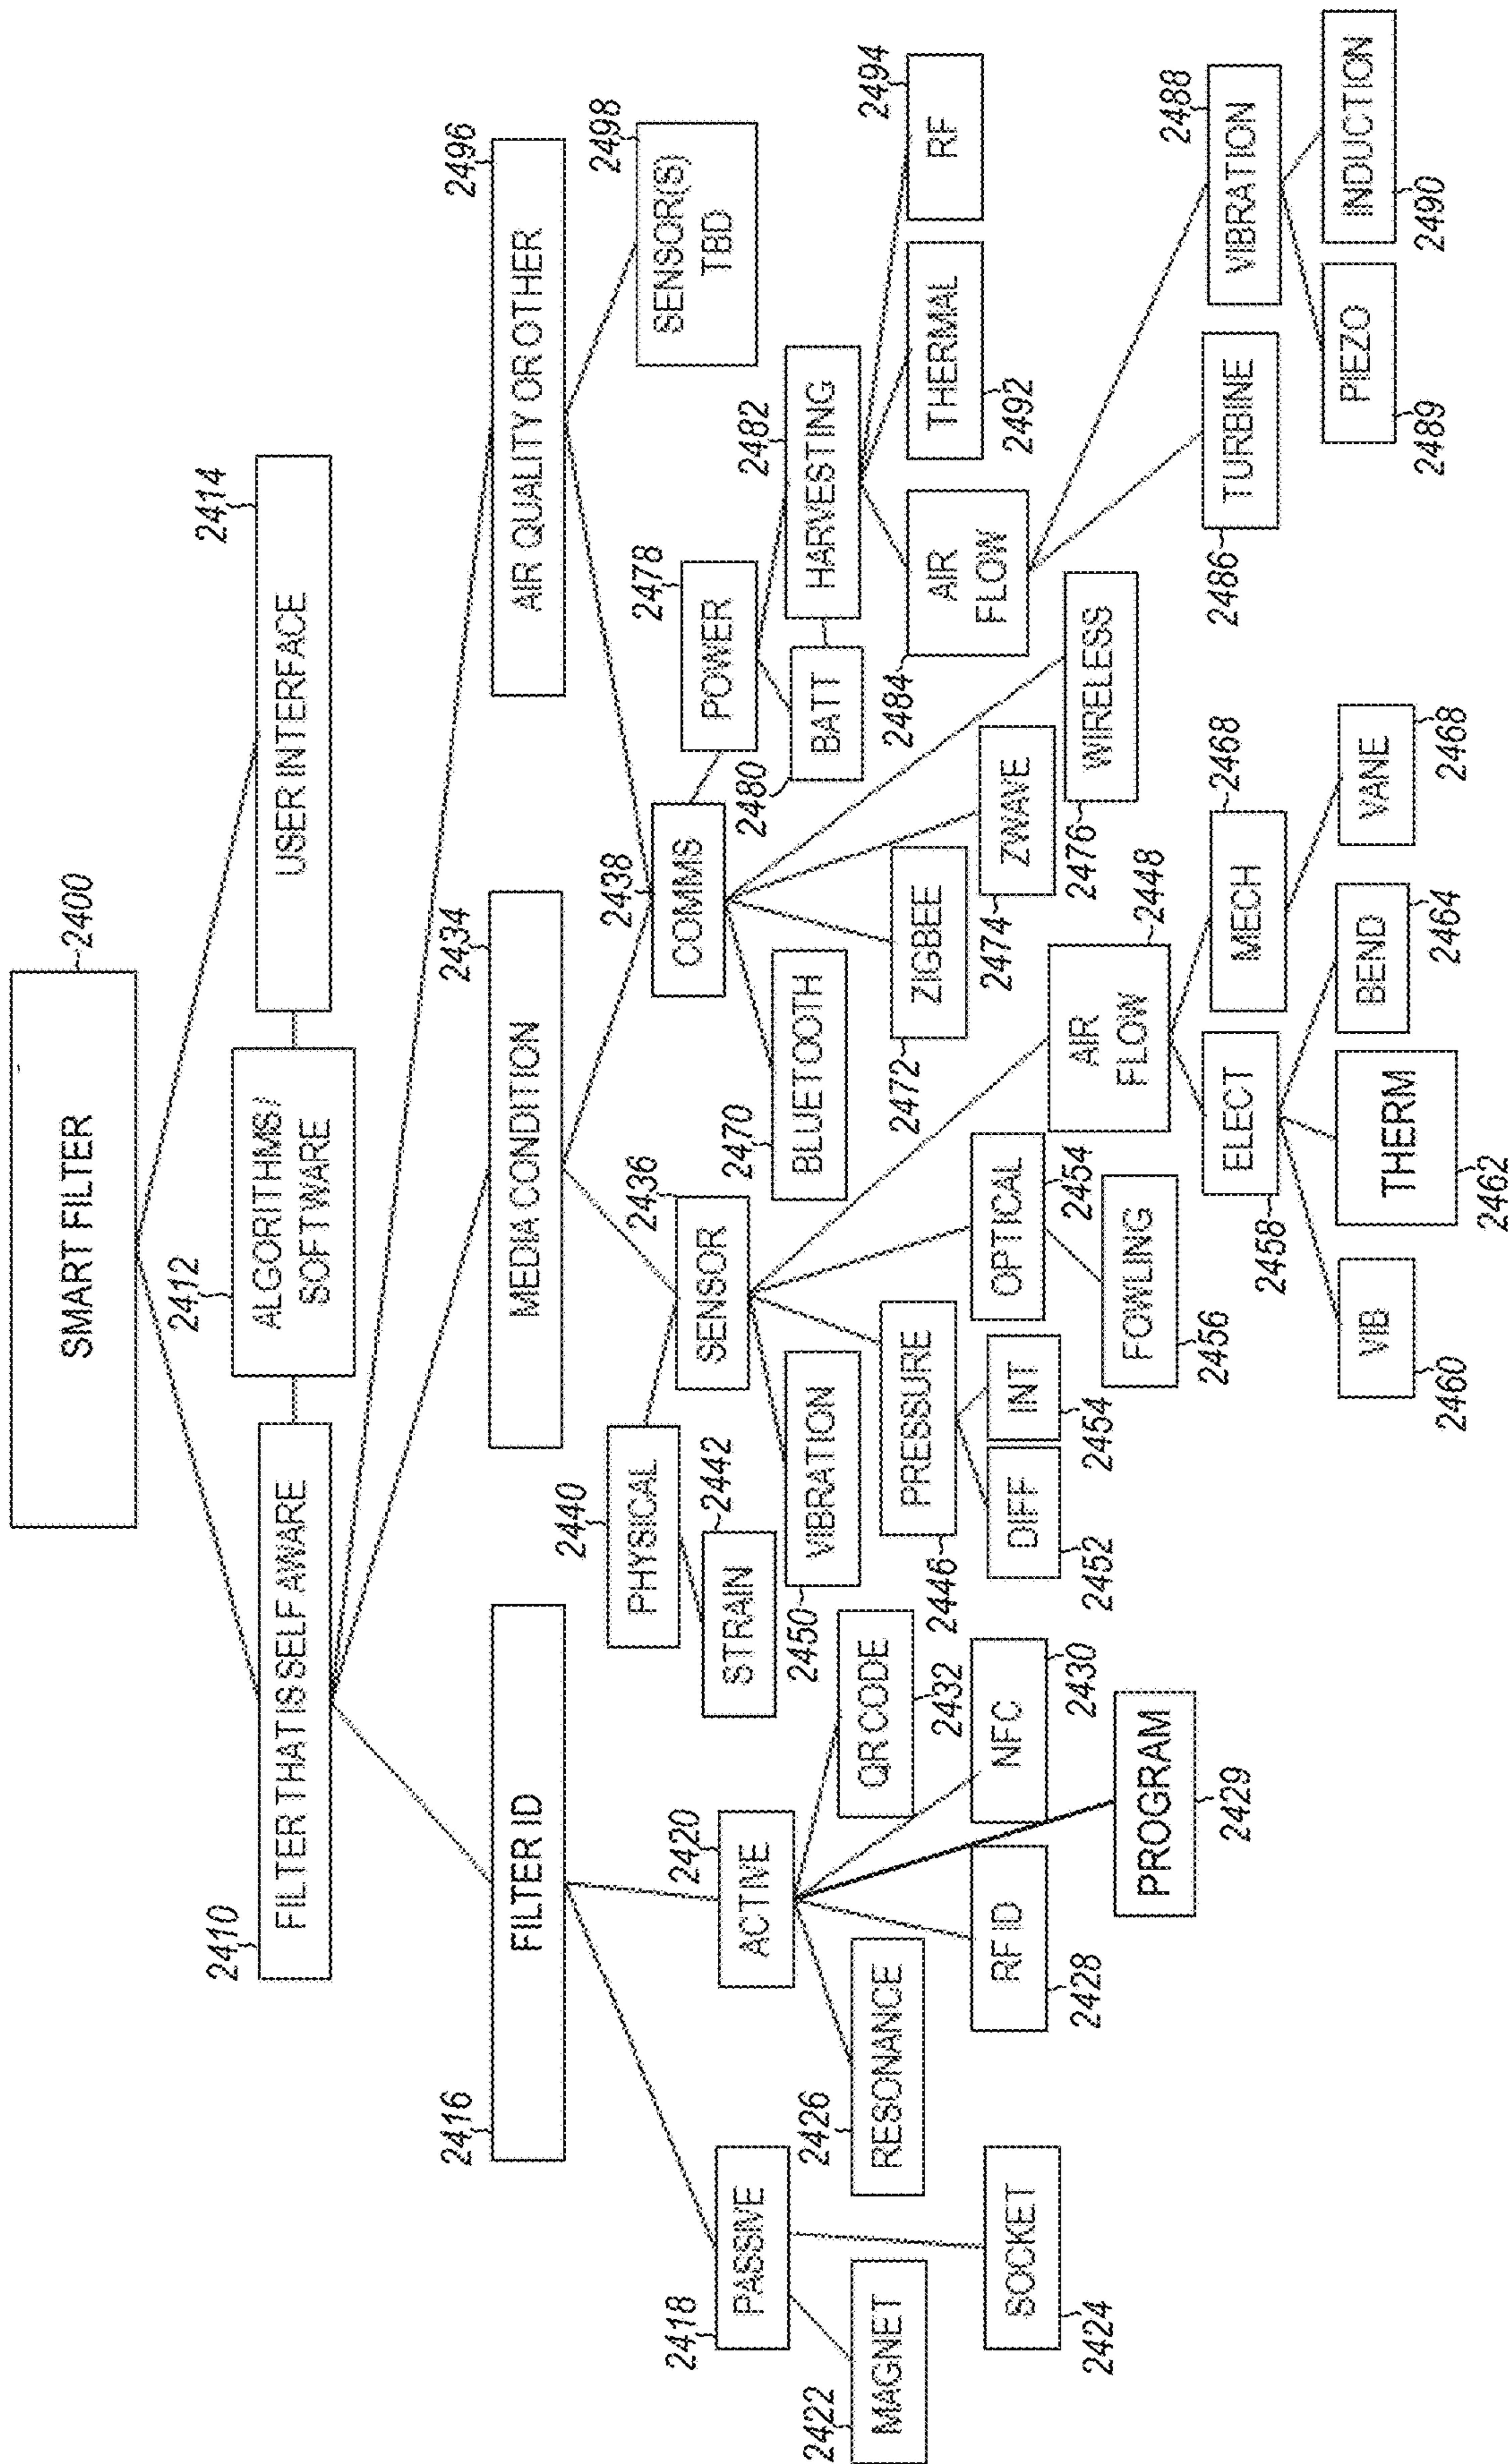 SMART FILTER
2400
2410
FILTER THAT IS SELF AWARE
2412
ALGORITHMS/
SOFTWARE
USER INTERFACE
2414
2416
FILTER ID
MEDIA CONDITION
2434
AIR QUALITY OR OTHER
2496
2418
PASSIVE
2422
MAGNET
SOCKET
2424
ACTIVE
2420
2426
RESONANCE
RF ID
2428
QR CODE
2432
NFC
2430
PROGRAM
2429
2440
PHYSICAL
STRAIN
2442
SENSOR
2436
2450
VIBRATION
2446
PRESSURE
DIFF
2452
INT
2454
OPTICAL
2454
FOWLING
2456
AIR
FLOW
2448
2458
ELECT
MECH
2468
VIB
2460
THERM
2462
BEND
2464
VANE
2468
COMMS
2438
2470
BLUETOOTH
2472
ZIGBEE
2474
ZWAVE
2476
WIRELESS
POWER
2478
2480
BATT
HARVESTING
2482
2484
AIR
FLOW
THERMAL
2492
RF
2494
2486
TURBINE
VIBRATION
2488
PIEZO
2489
INDUCTION
2490
SENSOR(S)
TBD
2498